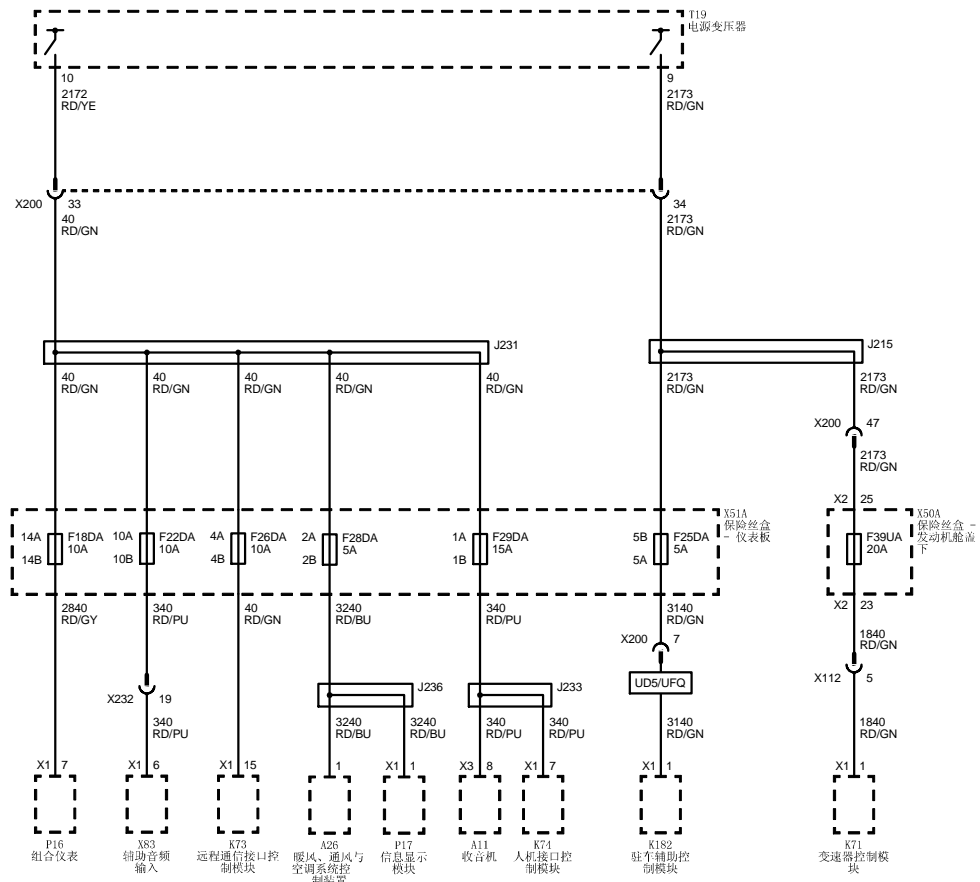 T19
电源变压器
10
9
2172
RD/YE
2173
RD/GN
X200
33
34
40
RD/GN
2173
RD/GN
J231
J215
40
RD/GN
40
RD/GN
40
RD/GN
40
RD/GN
40
RD/GN
2173
RD/GN
2173
RD/GN
X200
47
2173
RD/GN
X2
25
X51A
保险丝盒
- 仪表板
X50A
保险丝盒 -
发动机舱盖
下
14A
F18DA
10A
14B
10A
F22DA
10A
10B
4A
F26DA
10A
4B
2A
F28DA
5A
2B
1A
F29DA
15A
1B
5B
F25DA
5A
5A
F39UA
20A
2840
RD/GY
340
RD/PU
40
RD/GN
3240
RD/BU
340
RD/PU
3140
RD/GN
X2
23
1840
RD/GN
X200
7
X112
5
UD5/UFQ
X232
19
J236
J233
340
RD/PU
3240
RD/BU
3240
RD/BU
340
RD/PU
340
RD/PU
3140
RD/GN
1840
RD/GN
X1
7
X1
6
X1
15
1
X1
1
X3
8
X1
7
X1
1
X1
1
P16
组合仪表
X83
辅助音频
输入
K73
远程通信接口控
制模块
A26
暖风、通风与
空调系统控
制装置
P17
信息显示
模块
A11
收音机
K74
人机接口控
制模块
K182
驻车辅助控
制模块
K71
变速器控制模
块